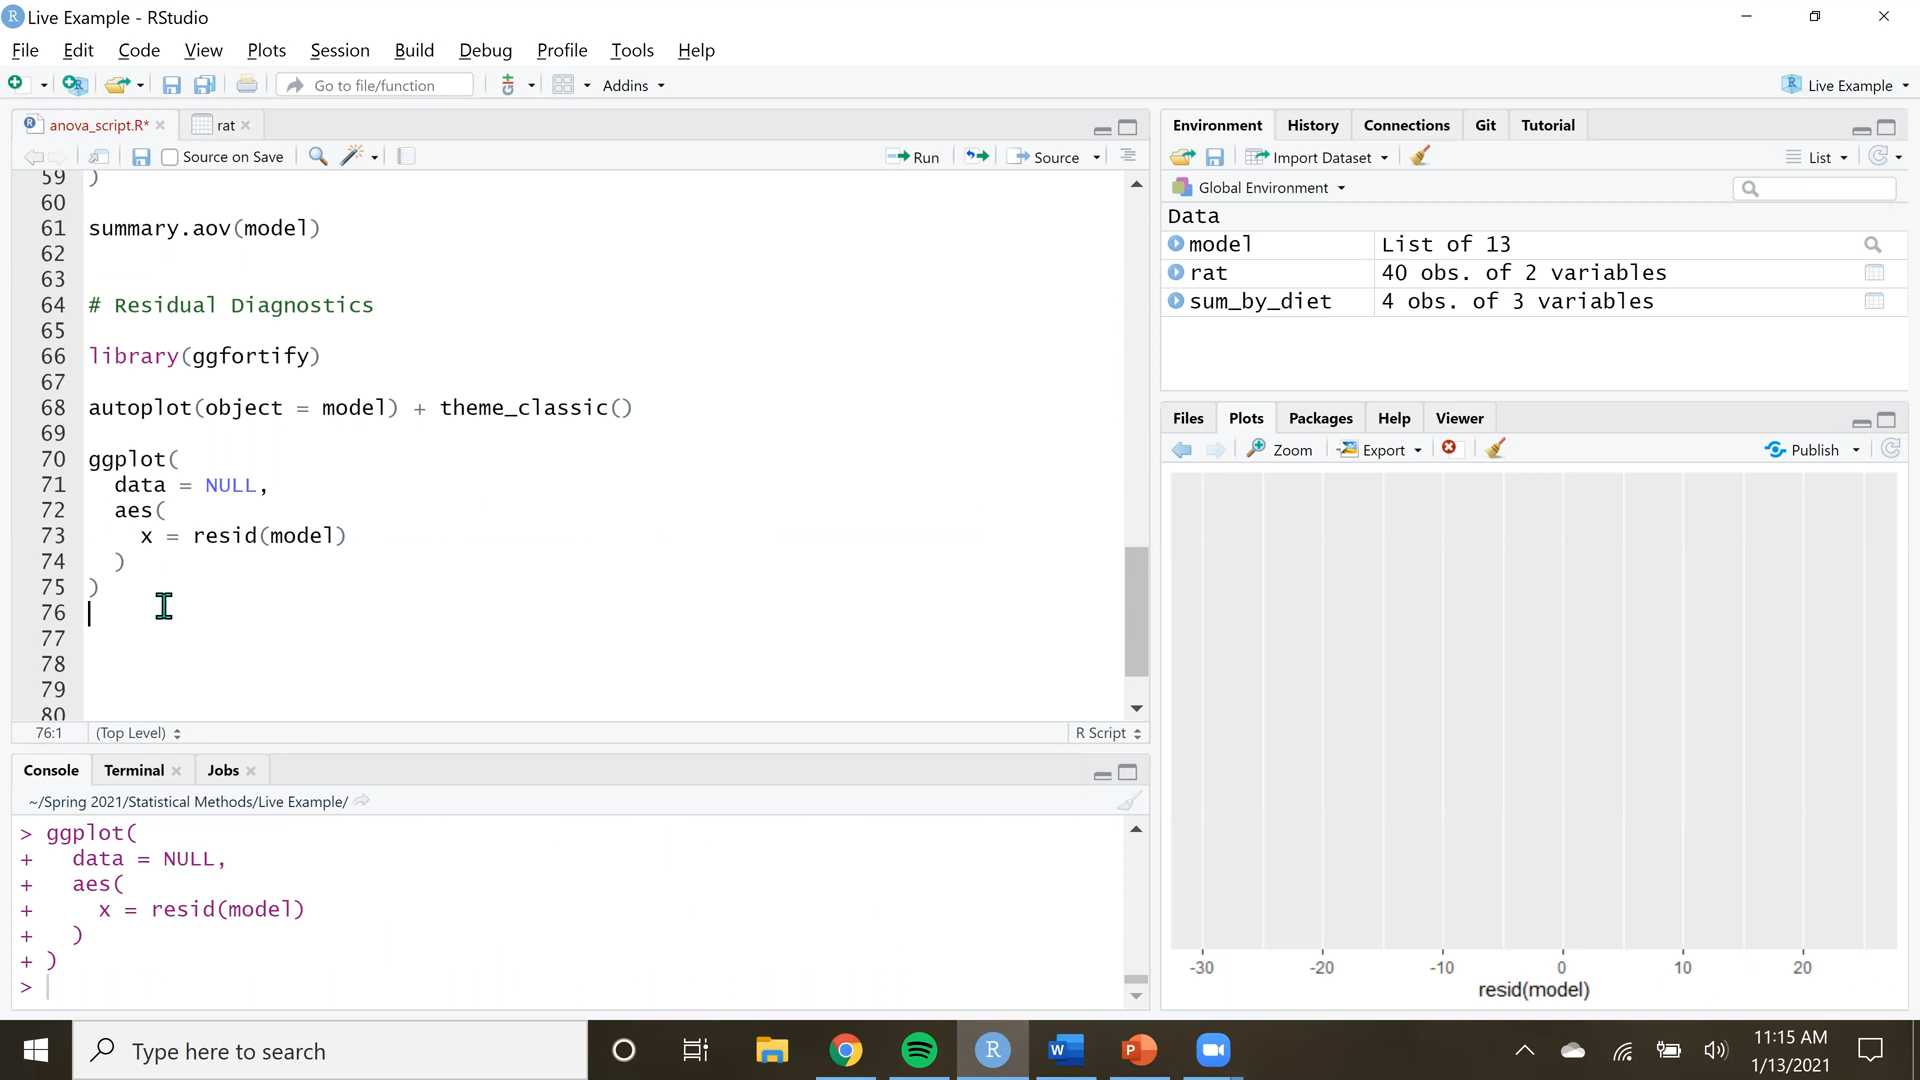 Live Example - RStudio
File Edit Code View Plots Session Build Debug Profile Tools Help
Go to file/function Addins Live Example
anova_script.R* rat
Source on Save Run Source
59 )
60
61 summary.aov(model)
62
63
64 # Residual Diagnostics
65
66 library(ggfortify)
67
68 autoplot(object = model) + theme_classic()
69
70 ggplot(
71 data = NULL,
72 aes(
73 x = resid(model)
74 )
75 )
76
77
78
79
80
76:1 (Top Level) R Script
Console Terminal Jobs
~/Spring 2021/Statistical Methods/Live Example/
> ggplot(
+ data = NULL,
+ aes(
+ x = resid(model)
+ )
+ )
>
Environment History Connections Git Tutorial
Import Dataset List
Global Environment
Data
model List of 13
rat 40 obs. of 2 variables
sum_by_diet 4 obs. of 3 variables
Files Plots Packages Help Viewer
Zoom Export Publish
-30 -20 -10 0 10 20
resid(model)
Type here to search
11:15 AM
1/13/2021